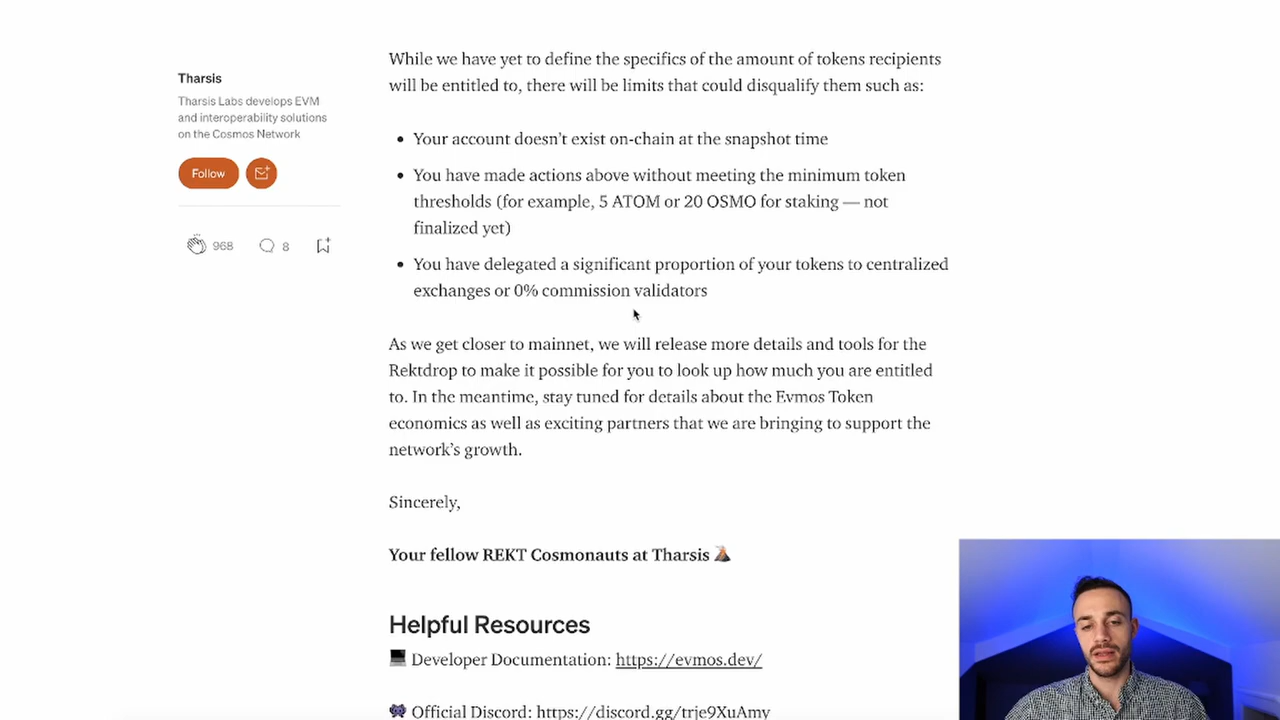 Tharsis
Tharsis Labs develops EVM
and interoperability solutions
on the Cosmos Network
Follow
968
8
While we have yet to define the specifics of the amount of tokens recipients
will be entitled to, there will be limits that could disqualify them such as:
• Your account doesn’t exist on-chain at the snapshot time
• You have made actions above without meeting the minimum token
thresholds (for example, 5 ATOM or 20 OSMO for staking — not
finalized yet)
• You have delegated a significant proportion of your tokens to centralized
exchanges or 0% commission validators
As we get closer to mainnet, we will release more details and tools for the
Rektdrop to make it possible for you to look up how much you are entitled
to. In the meantime, stay tuned for details about the Evmos Token
economics as well as exciting partners that we are bringing to support the
network’s growth.
Sincerely,
Your fellow REKT Cosmonauts at Tharsis 🌋
Helpful Resources
💻 Developer Documentation: https://evmos.dev/
👾 Official Discord: https://discord.gg/trje9XuAmy